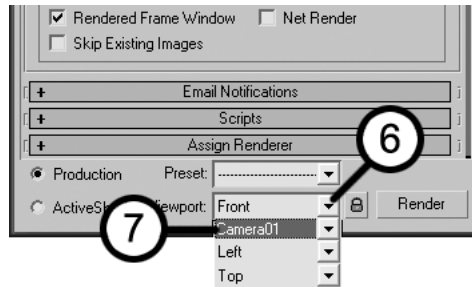 Rendered Frame Window Net Render
Skip Existing Images
+ Email Notifications
+ Scripts
+ Assign Renderer
6
Production Preset: --------------------
ActiveSh Viewport: Front Render
7
Camera01
Left
Top